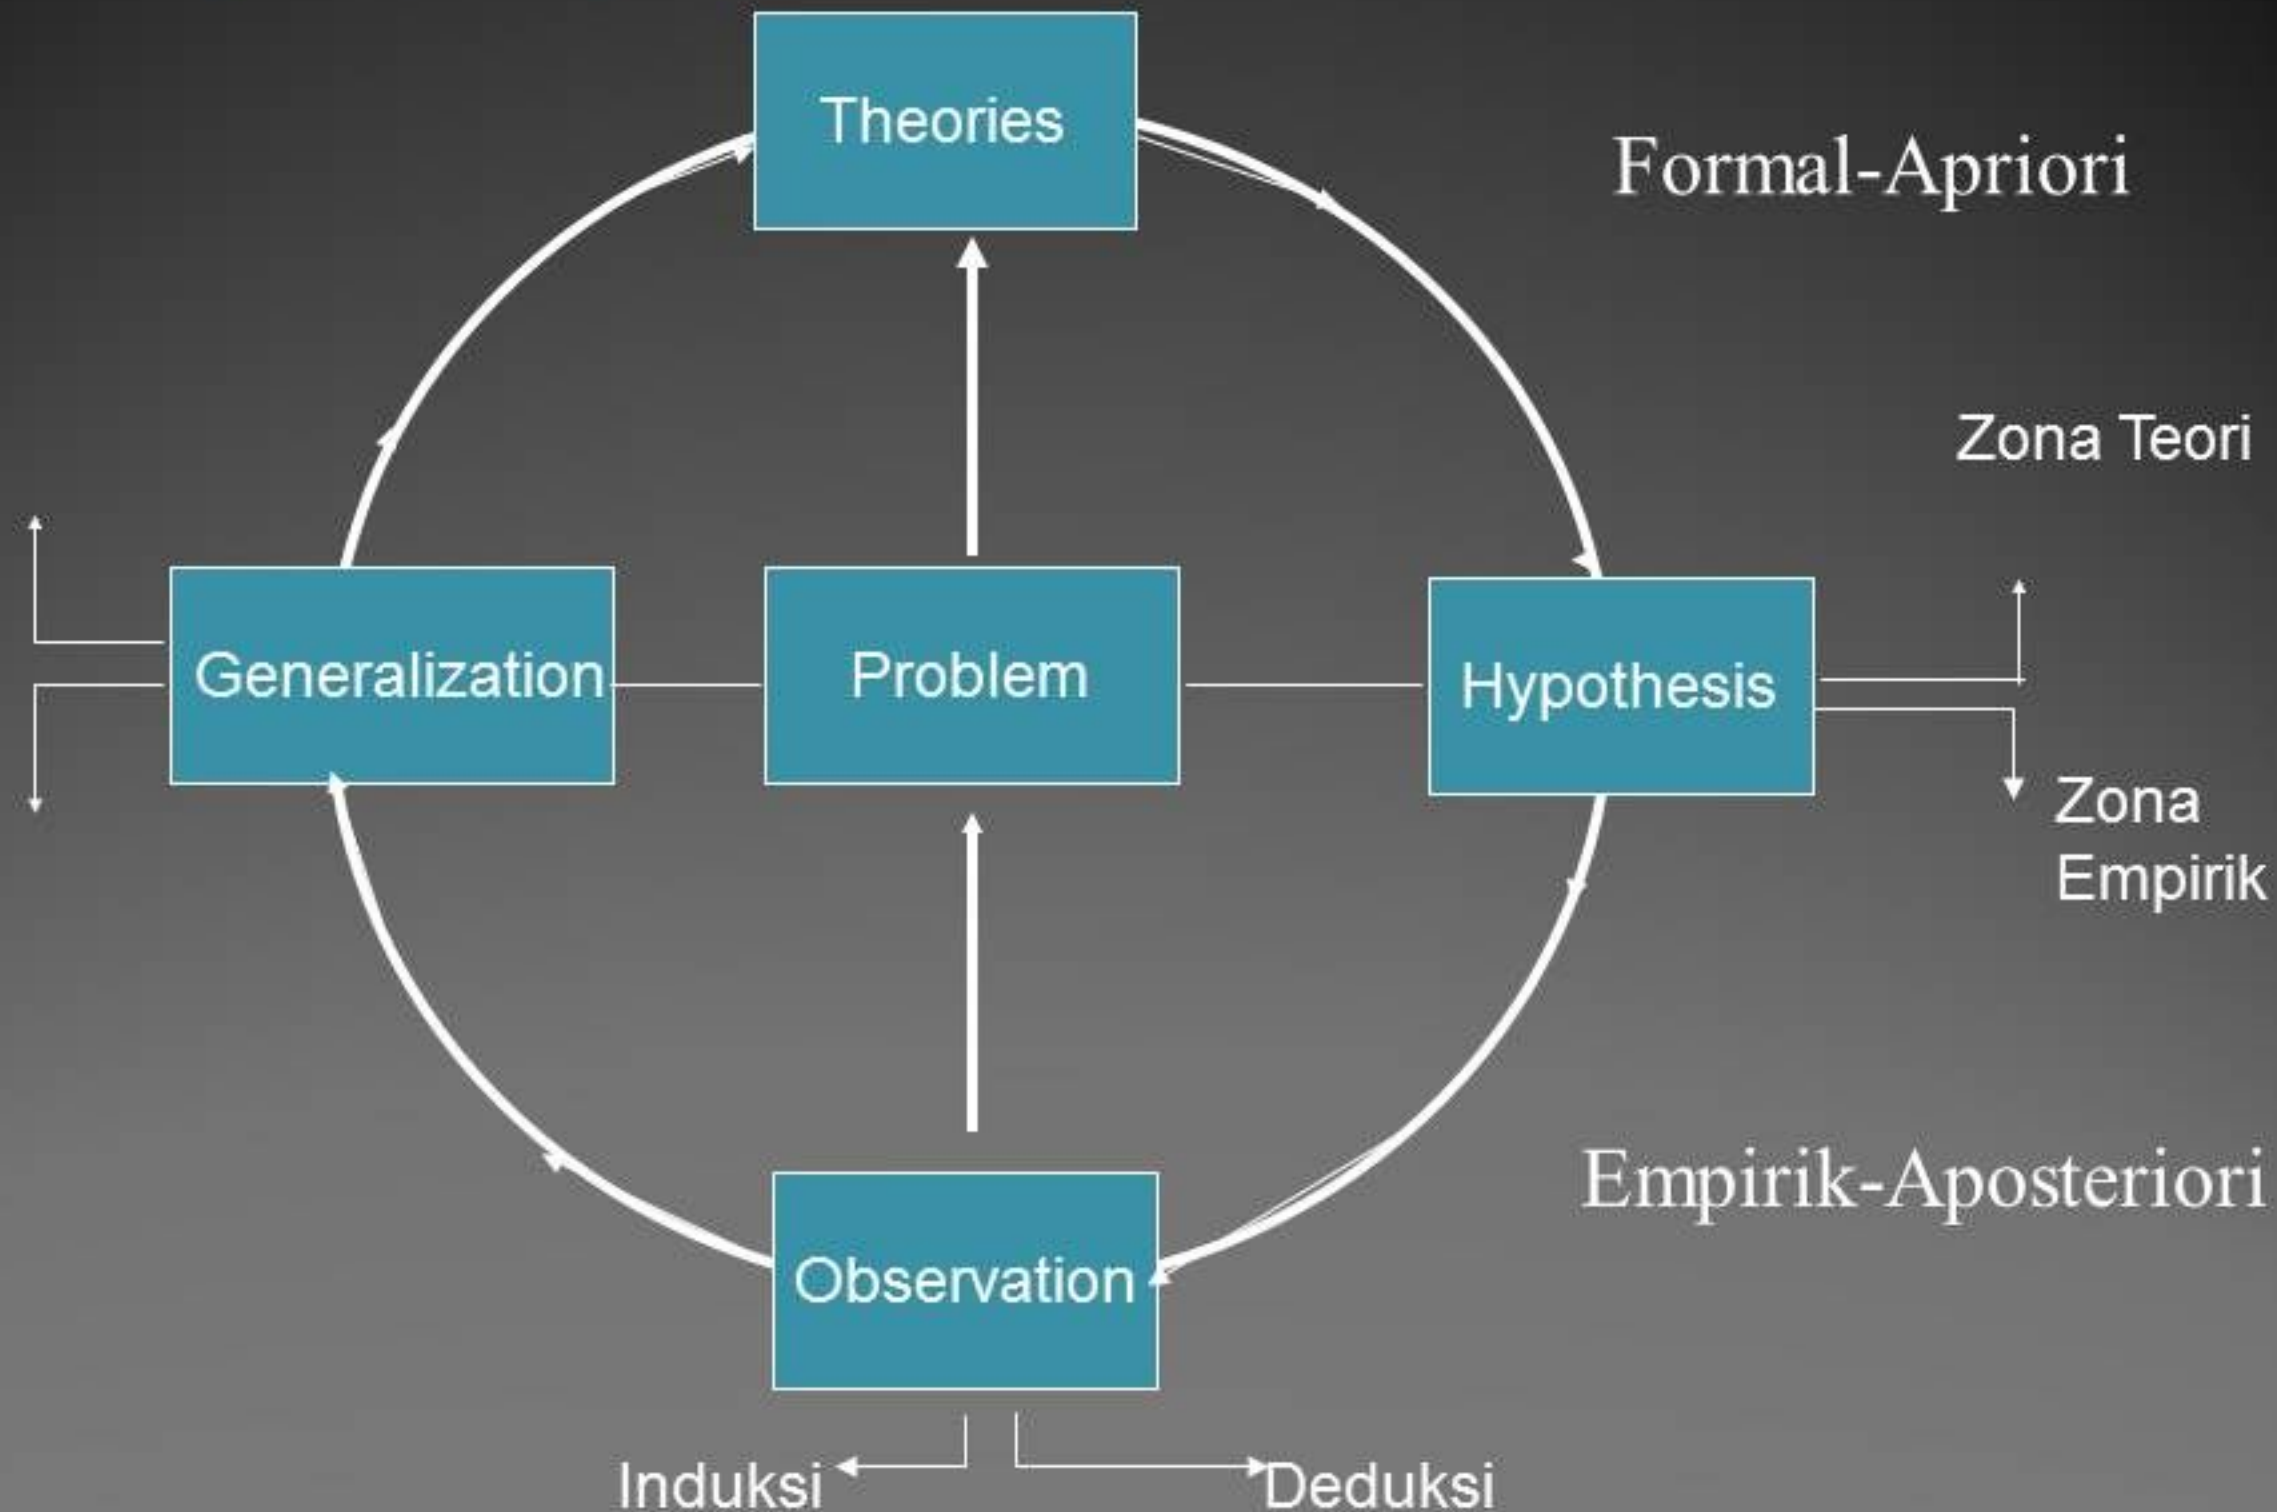 Theories
Formal-Apriori
Zona Teori
Generalization
Problem
Hypothesis
Zona
Empirik
Empirik-Aposteriori
Observation
Induksi
Deduksi